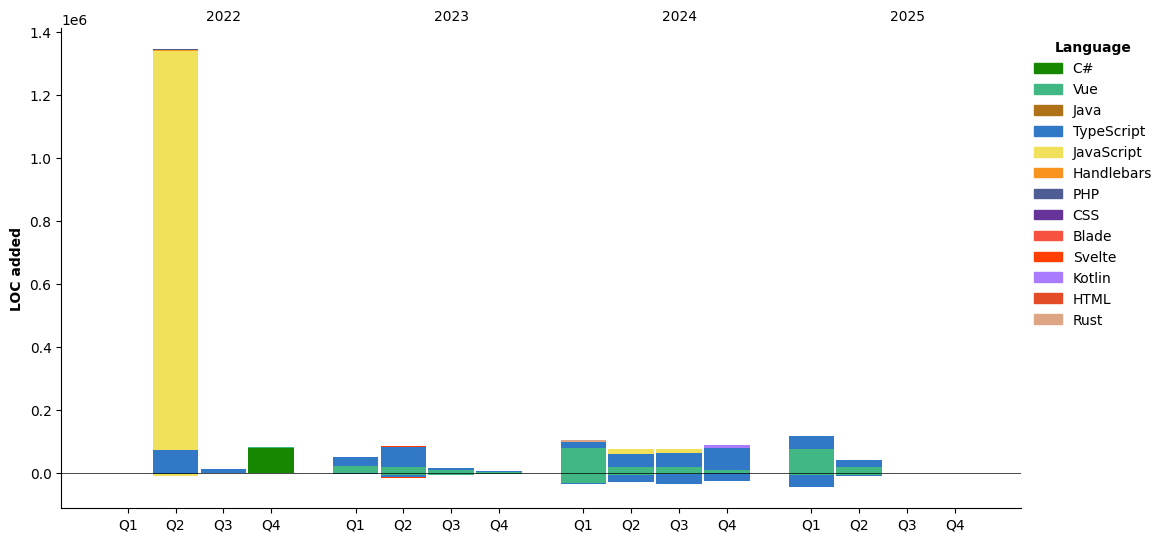 1e6
2022 2023 2024 2025
1.4
1.2
1.0
0.8
0.6
0.4
0.2
0.0
LOC added
Q1 Q2 Q3 Q4 Q1 Q2 Q3 Q4 Q1 Q2 Q3 Q4 Q1 Q2 Q3 Q4
Language
C#
Vue
Java
TypeScript
JavaScript
Handlebars
PHP
CSS
Blade
Svelte
Kotlin
HTML
Rust